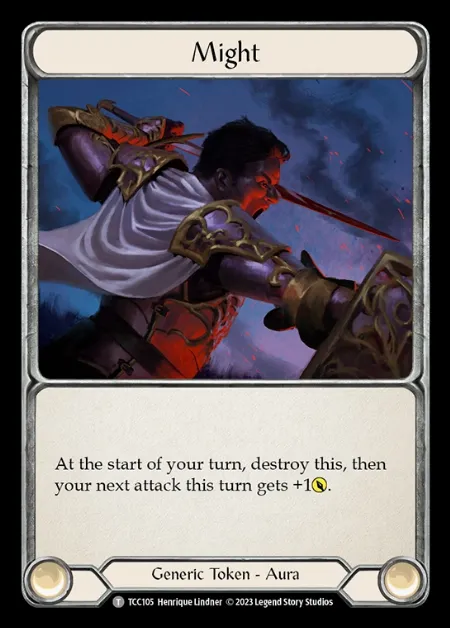 Might
At the start of your turn, destroy this, then
your next attack this turn gets +1.
Generic Token - Aura
T TCC105 Henrique Lindner © 2023 Legend Story Studios